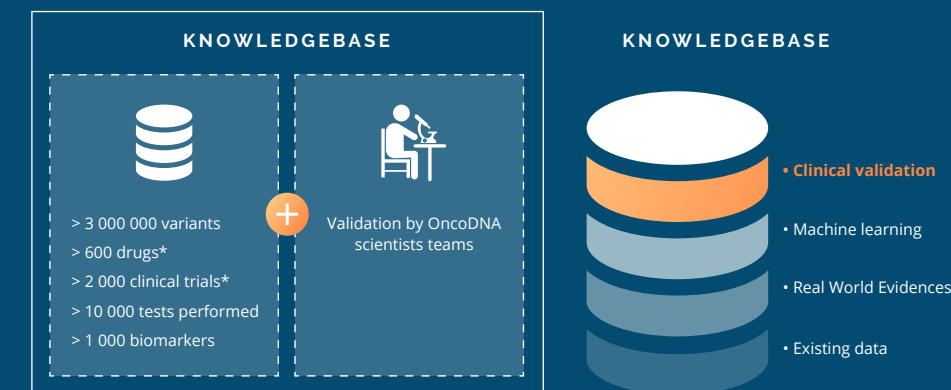 KNOWLEDGEBASE
> 3 000 000 variants
> 600 drugs*
> 2 000 clinical trials*
> 10 000 tests performed
> 1 000 biomarkers
+
Validation by OncoDNA
scientists teams
KNOWLEDGEBASE
• Clinical validation
• Machine learning
• Real World Evidences
• Existing data